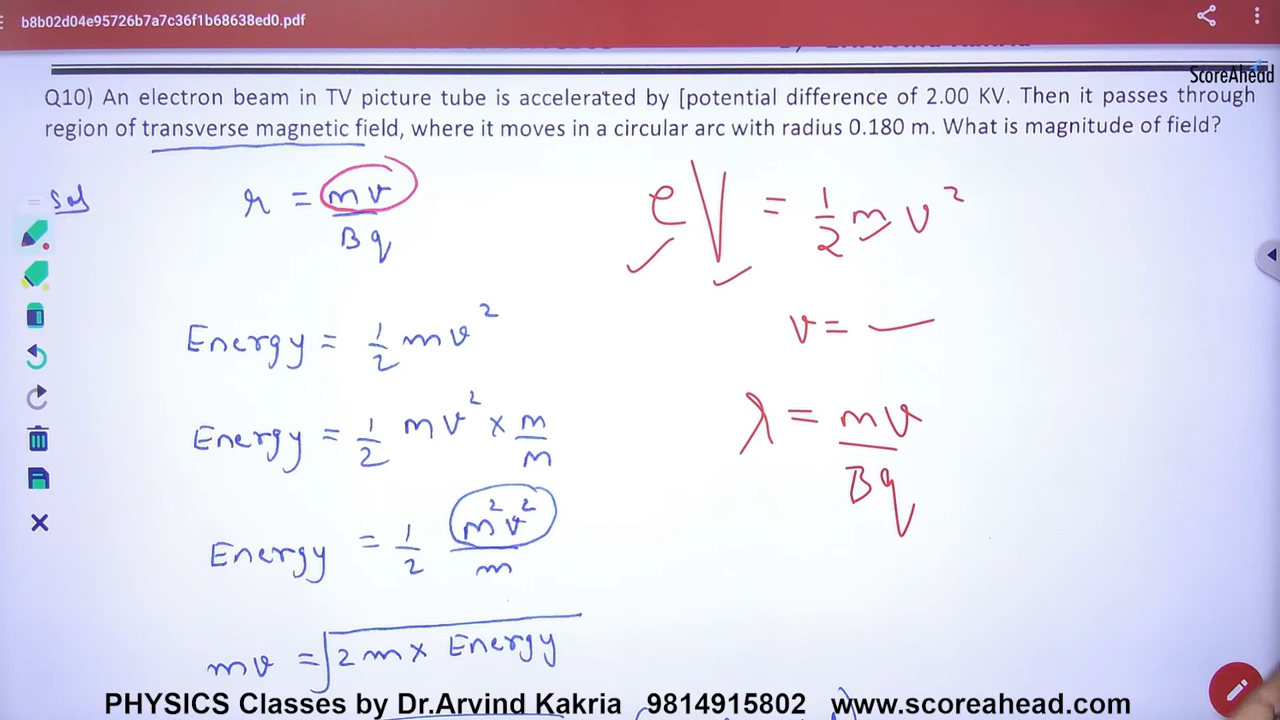 b8b02d04e95726b7a7c36f1b68638ed0.pdf
ScoreAhead
Q10) An electron beam in TV picture tube is accelerated by [potential difference of 2.00 KV. Then it passes through
region of transverse magnetic field, where it moves in a circular arc with radius 0.180 m. What is magnitude of field?
Sol
r = mv / Bq
Energy = 1/2 mv²
Energy = 1/2 mv² × m/m
Energy = 1/2 m²v²/m
mv = √(2m × Energy)
eV = 1/2 mv²
v = —
r = mv / Bq
PHYSICS Classes by Dr.Arvind Kakria 9814915802 www.scoreahead.com